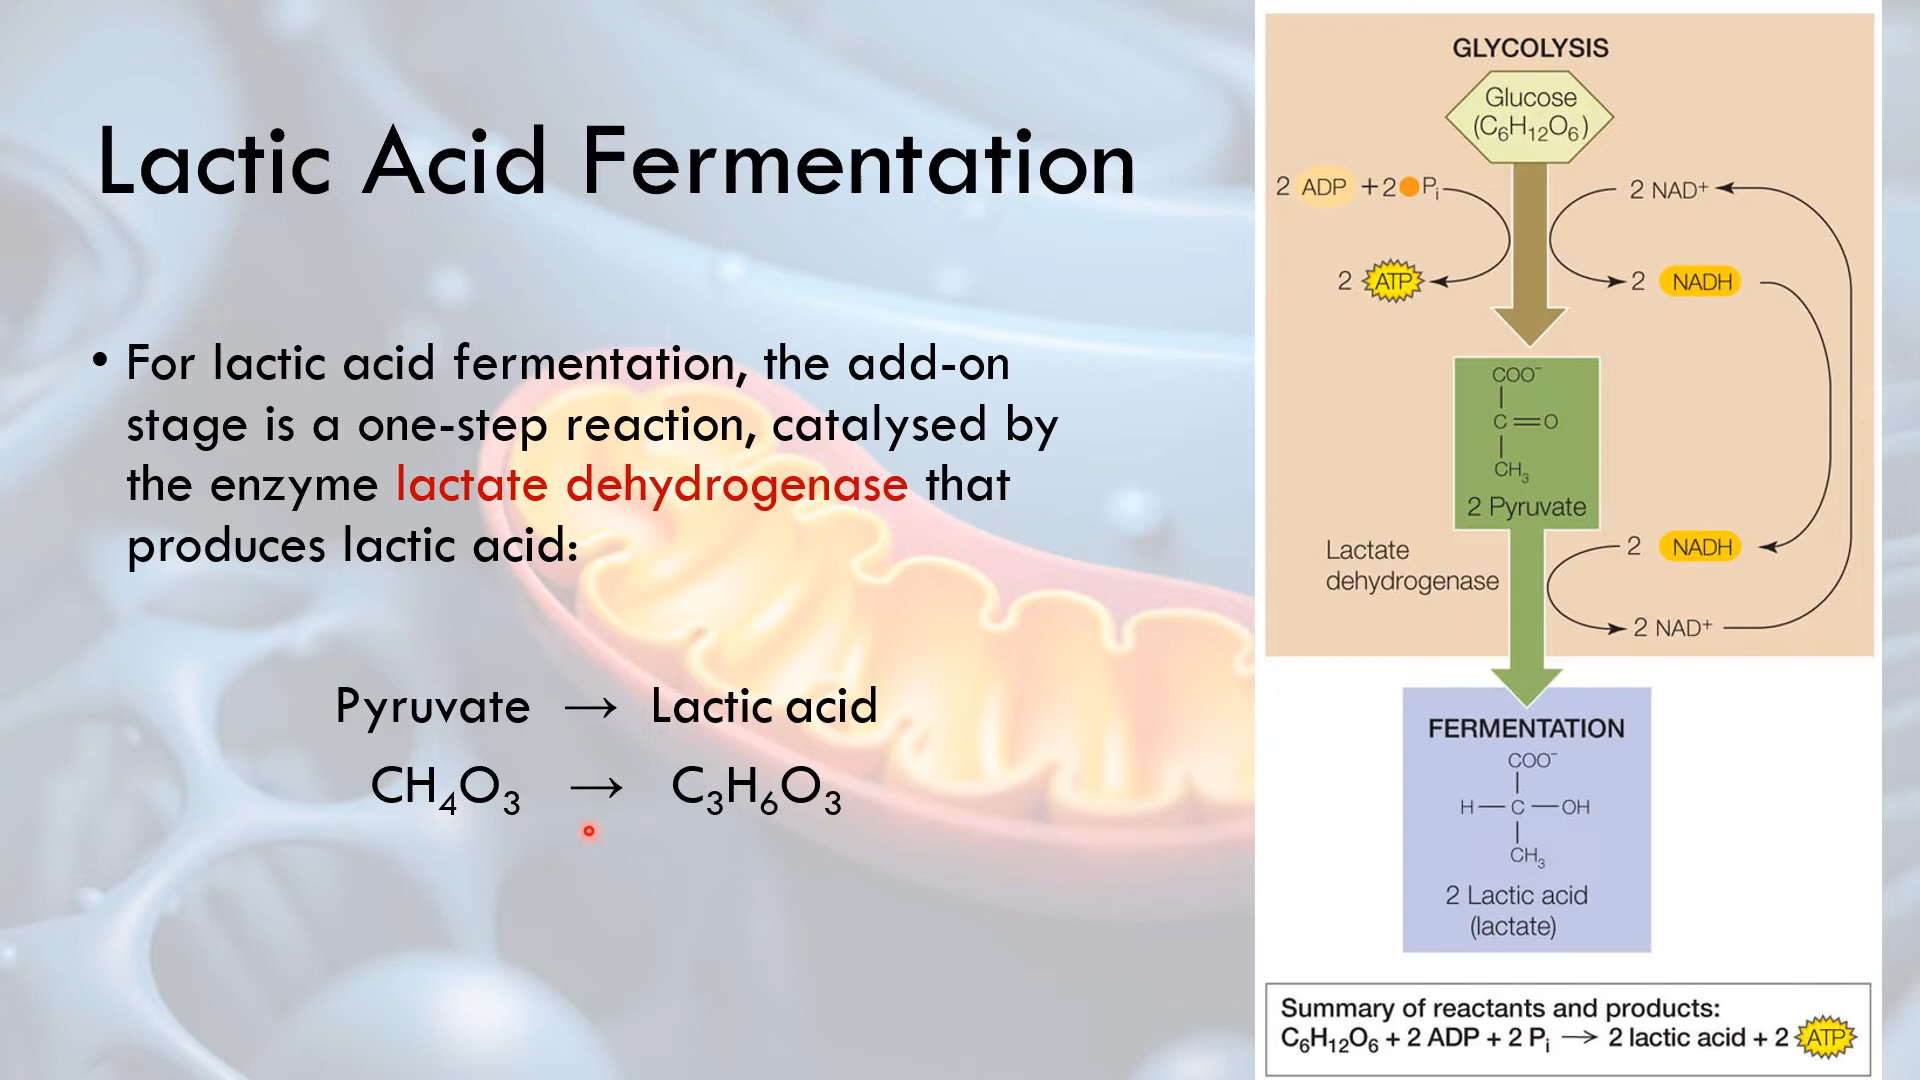 Lactic Acid Fermentation
• For lactic acid fermentation, the add-on
stage is a one-step reaction, catalysed by
the enzyme lactate dehydrogenase that
produces lactic acid:
Pyruvate → Lactic acid
CH₄O₃ → C₃H₆O₃
GLYCOLYSIS
Glucose
(C₆H₁₂O₆)
2 ADP + 2 Pᵢ
2 NAD⁺
2 ATP
2 NADH
COO⁻
C=O
CH₃
2 Pyruvate
2 NADH
Lactate
dehydrogenase
2 NAD⁺
FERMENTATION
COO⁻
H—C—OH
CH₃
2 Lactic acid
(lactate)
Summary of reactants and products:
C₆H₁₂O₆ + 2 ADP + 2 Pᵢ → 2 lactic acid + 2 ATP